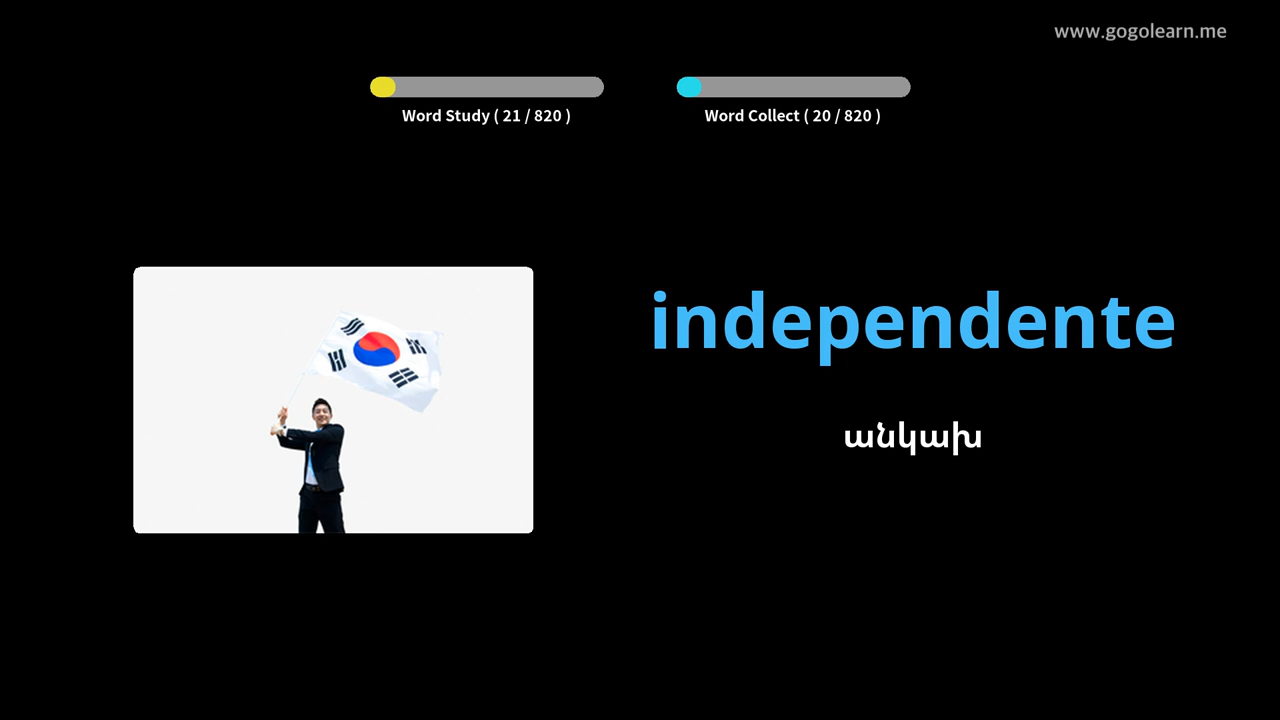 www.gogolearn.me
Word Study ( 21 / 820 )
Word Collect ( 20 / 820 )
independente
անկախ